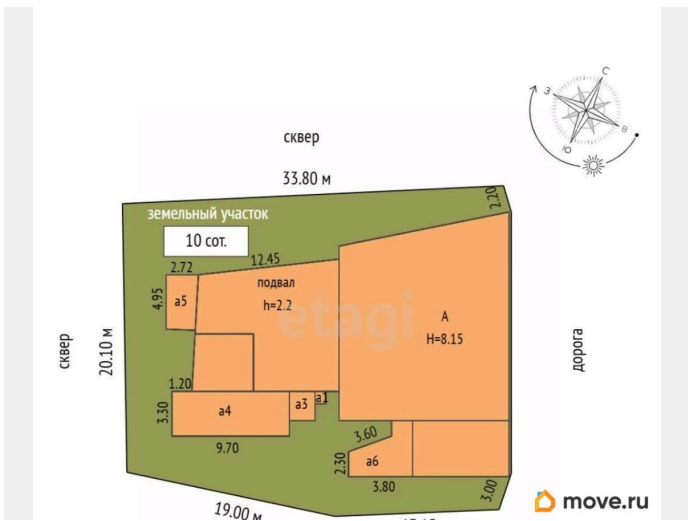 С
З
В
Ю
сквер
33.80 м
2.20
земельный участок
10 сот.
2.72
12.45
подвал
h=2.2
4.95
a5
etagi
А
H=8.15
сквер
20.10 м
дорога
1.20
3.30
a4
a3
a1
9.70
3.60
2.30
a6
3.80
3.00
19.00 м
move.ru